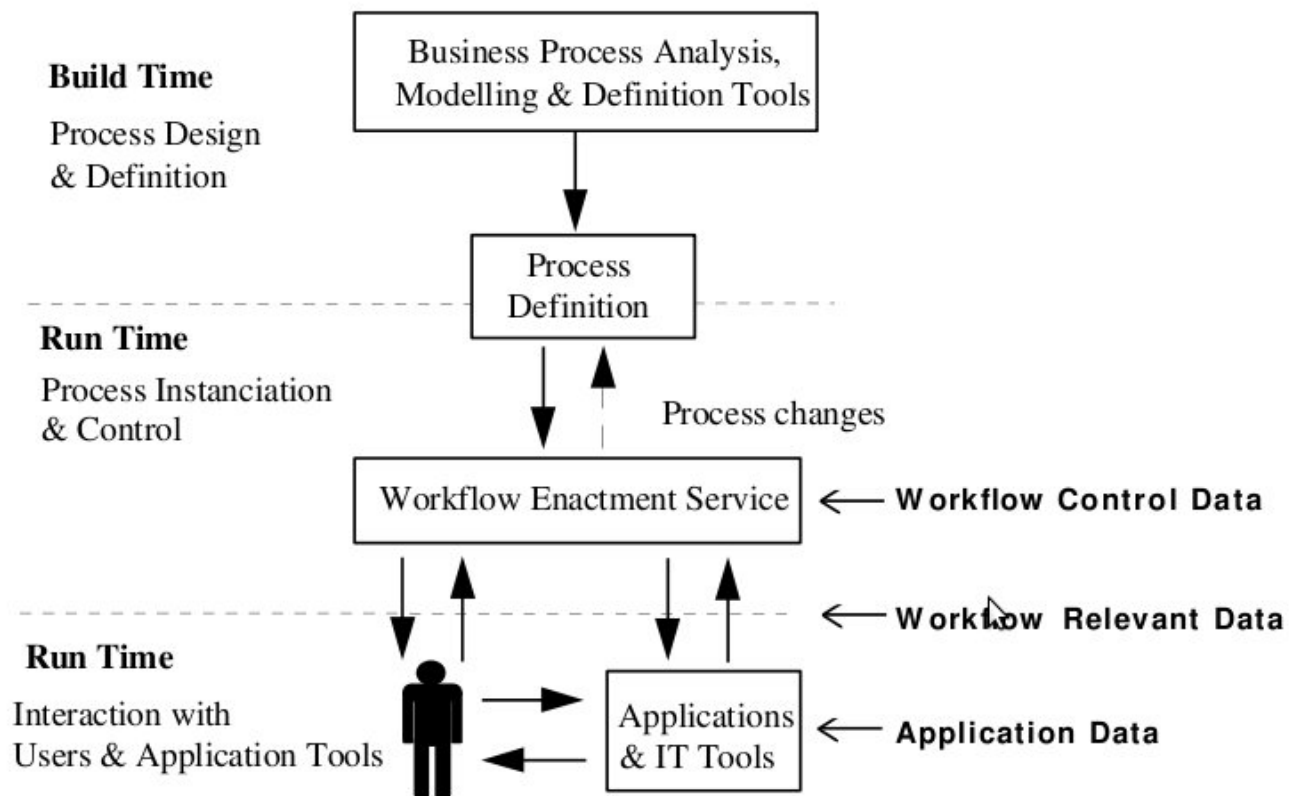 Business Process Analysis,
Modelling & Definition Tools
Build Time
Process Design
& Definition
Process
Definition
Run Time
Process Instanciation
& Control
Process changes
Workflow Enactment Service
Workflow Control Data
Workflow Relevant Data
Run Time
Interaction with
Users & Application Tools
Applications
& IT Tools
Application Data